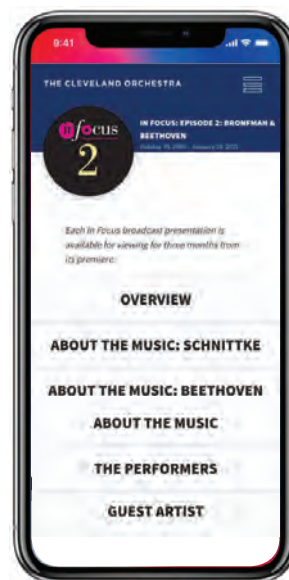 9:41
THE CLEVELAND ORCHESTRA
in focus
2
IN FOCUS: EPISODE 2: BRONFMAN &
BEETHOVEN
Each In Focus broadcast presentation is
available for viewing for three months from
its premiere.
OVERVIEW
ABOUT THE MUSIC: SCHNITTKE
ABOUT THE MUSIC: BEETHOVEN
ABOUT THE MUSIC
THE PERFORMERS
GUEST ARTIST